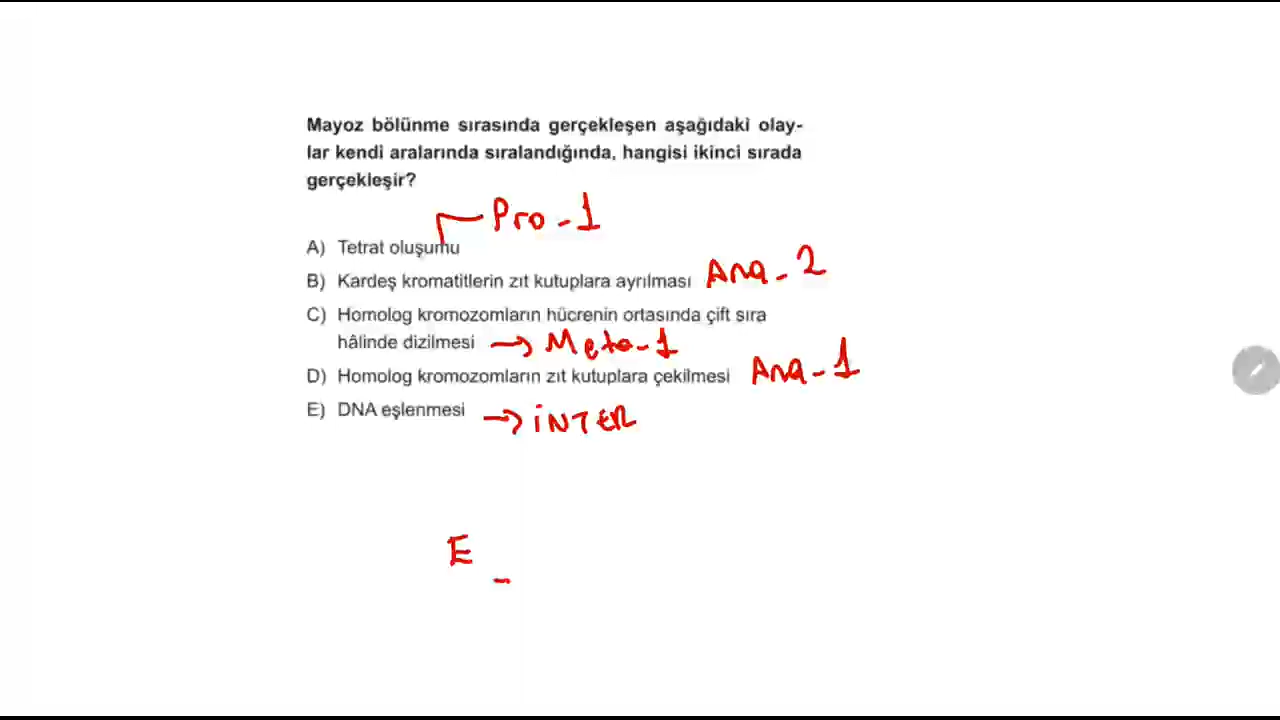 Mayoz bölünme sırasında gerçekleşen aşağıdaki olay-
lar kendi aralarında sıralandığında, hangisi ikinci sırada
gerçekleşir?
Pro-1
A) Tetrat oluşumu
B) Kardeş kromatitlerin zıt kutuplara ayrılması Ana-2
C) Homolog kromozomların hücrenin ortasında çift sıra
hâlinde dizilmesi → Meta-1
D) Homolog kromozomların zıt kutuplara çekilmesi Ana-1
E) DNA eşlenmesi → İNTER
E -